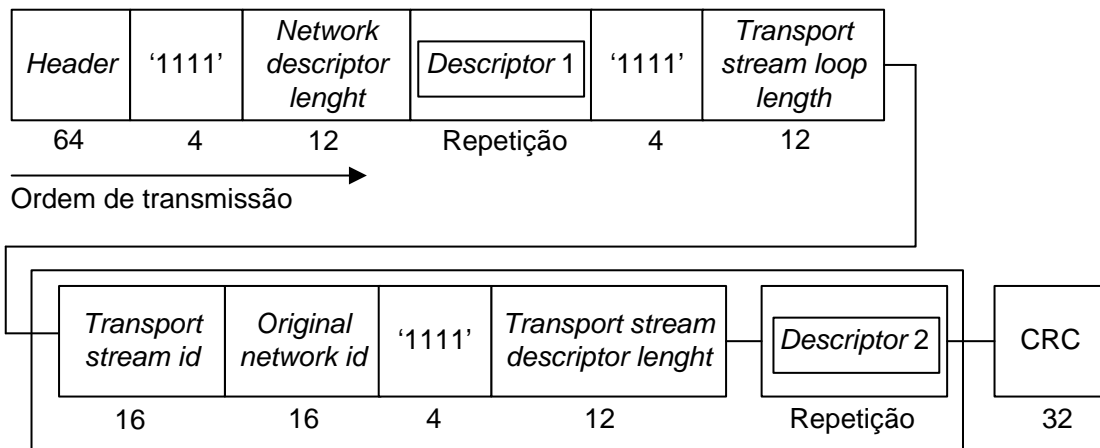 Header
'1111'
Network
descriptor
lenght
Descriptor 1
'1111'
Transport
stream loop
length
64
4
12
Repetição
4
12
Ordem de transmissão
Transport
stream id
Original
network id
'1111'
Transport stream
descriptor lenght
Descriptor 2
CRC
16
16
4
12
Repetição
32